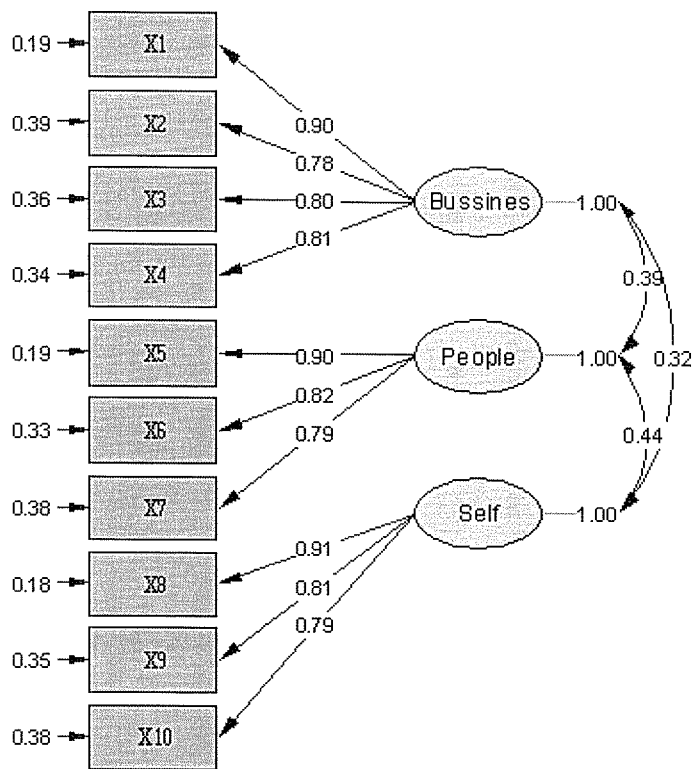 0.19 X1
0.90
0.39 X2
0.78
0.36 X3 0.80 Bussines 1.00
0.81
0.34 X4
0.39
0.19 X5 0.90 People 1.00 0.32
0.82
0.33 X6
0.79
0.44
0.38 X7 Self 1.00
0.91
0.18 X8
0.81
0.79
0.35 X9
0.38 X10